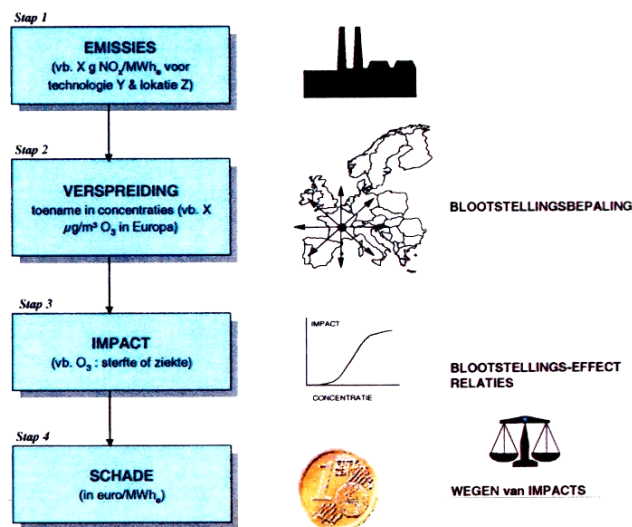 Stap 1
EMISSIES
(vb. X g NOx/MWhe voor
technologie Y & lokatie Z)
Stap 2
VERSPREIDING
toename in concentraties (vb. X
µg/m³ O3 in Europa)
BLOOTSTELLINGSBEPALING
Stap 3
IMPACT
(vb. O3 : sterfte of ziekte)
IMPACT
CONCENTRATIE
BLOOTSTELLINGS-EFFECT
RELATIES
Stap 4
SCHADE
(in euro/MWhe)
1
EURO
WEGEN van IMPACTS